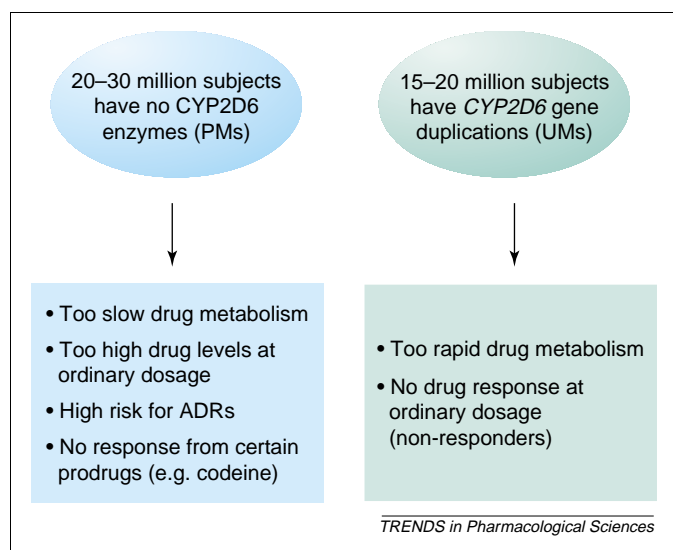 20–30 million subjects
have no CYP2D6
enzymes (PMs)
15–20 million subjects
have CYP2D6 gene
duplications (UMs)
• Too slow drug metabolism
• Too high drug levels at
ordinary dosage
• High risk for ADRs
• No response from certain
prodrugs (e.g. codeine)
• Too rapid drug metabolism
• No drug response at
ordinary dosage
(non-responders)
TRENDS in Pharmacological Sciences